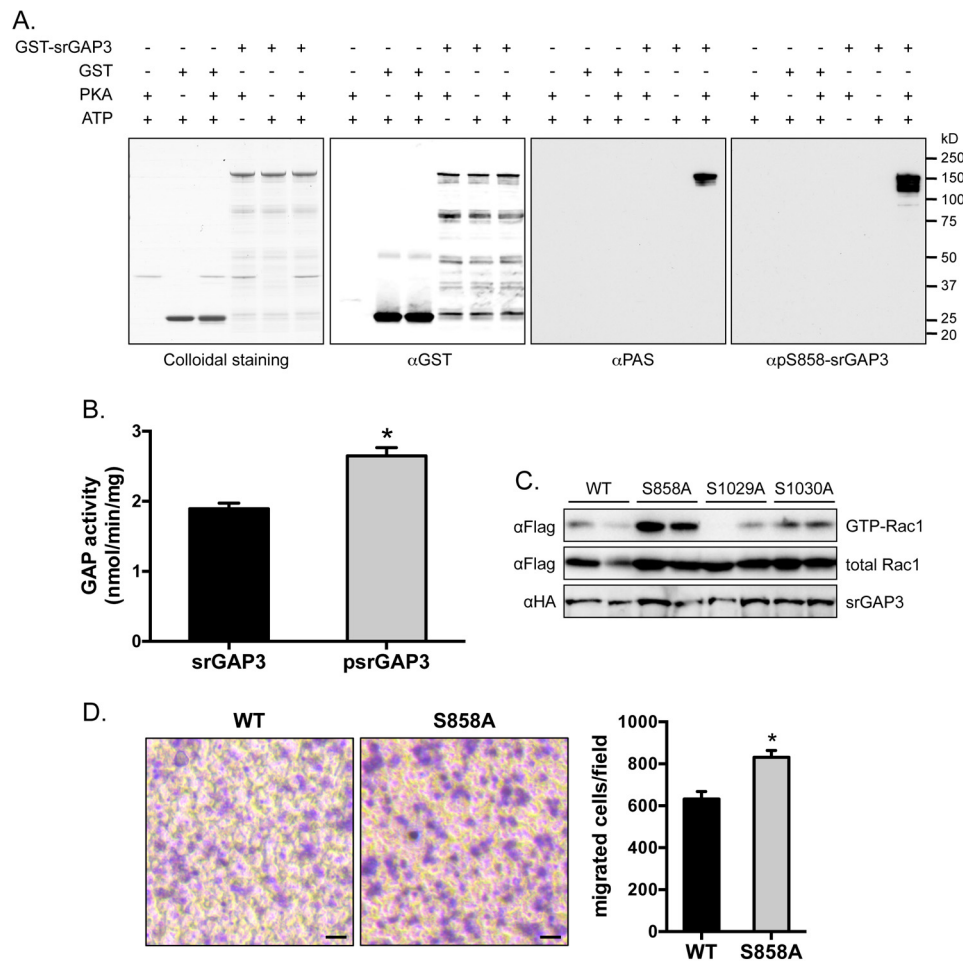 A.
GST-srGAP3 - - - + + + - - - + + + - - - + + + - - - + + +
GST - + + - - - - + + - - - - + + - - - - + + - - -
PKA + - + + - + + - + + - + + - + + - + + - + + - +
ATP + + + - + + + + + - + + + + + - + + + + + - + +
kD
250
150
100
75
50
37
25
20
Colloidal staining
αGST
αPAS
αpS858-srGAP3
B.
GAP activity
(nmol/min/mg)
3
2
1
0
*
srGAP3
psrGAP3
C.
WT S858A S1029A S1030A
αFlag GTP-Rac1
αFlag total Rac1
αHA srGAP3
D.
WT
S858A
migrated cells/field
1000
800
600
400
200
0
*
WT
S858A